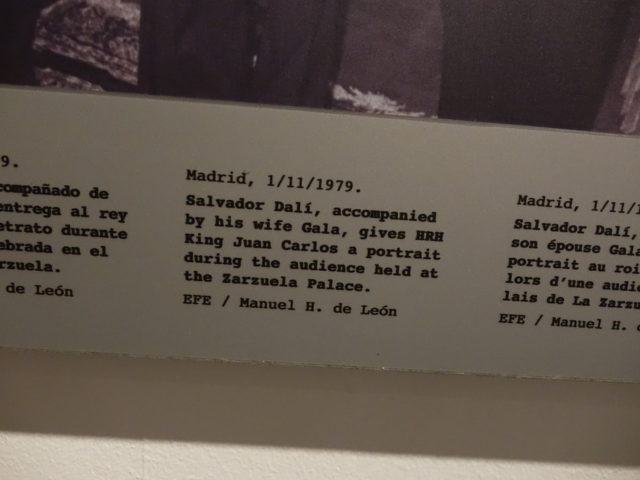 9.
compañado de
entrega al rey
etrato durante
ebrada en el
rzuela.
de León
Madrid, 1/11/1979.
Salvador Dalí, accompanied
by his wife Gala, gives HRH
King Juan Carlos a portrait
during the audience held at
the Zarzuela Palace.
EFE / Manuel H. de León
Madrid, 1/11/1
Salvador Dalí,
son épouse Gala
portrait au roi
lors d'une audie
lais de La Zarzu
EFE / Manuel H. d